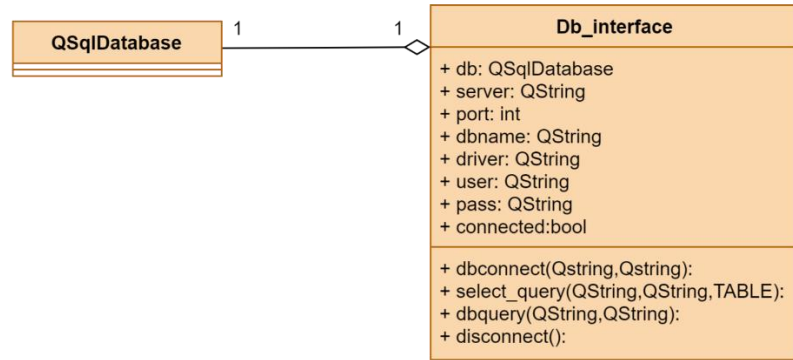 QSqlDatabase
1
1
Db_interface
+ db: QSqlDatabase
+ server: QString
+ port: int
+ dbname: QString
+ driver: QString
+ user: QString
+ pass: QString
+ connected:bool
+ dbconnect(Qstring,Qstring):
+ select_query(QString,QString,TABLE):
+ dbquery(QString,QString):
+ disconnect():